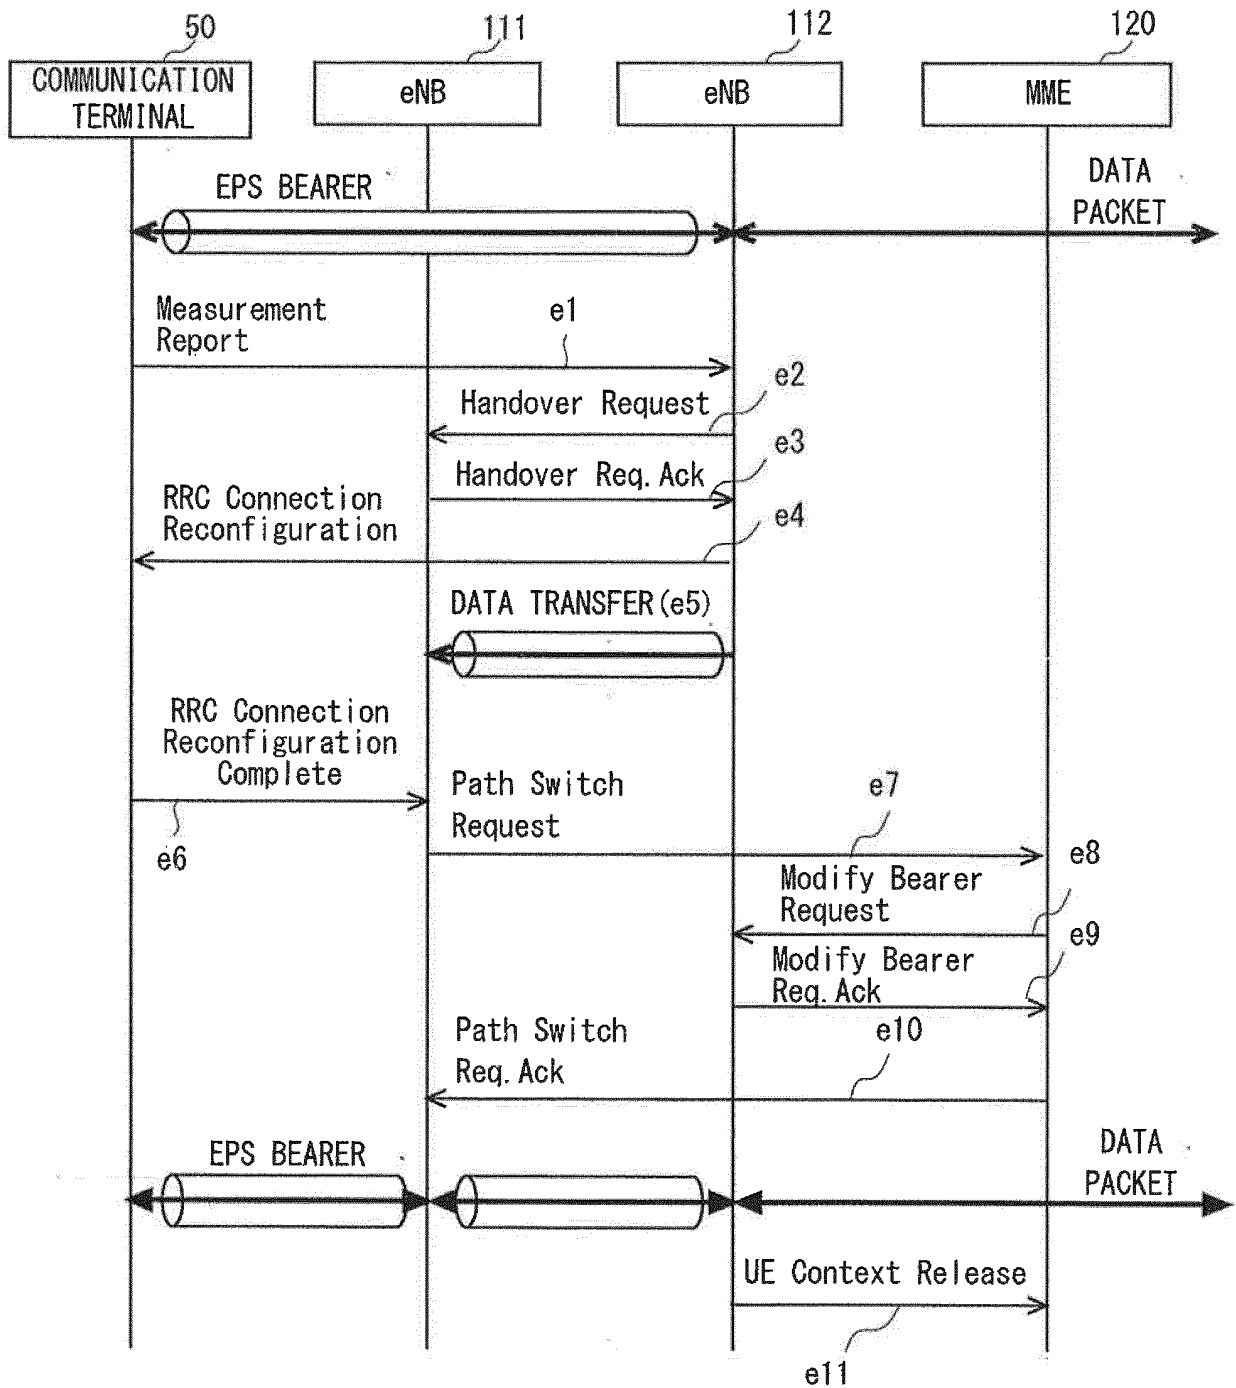 50
111
112
120
COMMUNICATION
TERMINAL
eNB
eNB
MME
EPS BEARER
DATA
PACKET
Measurement
Report
e1
e2
Handover Request
e3
Handover Req. Ack
RRC Connection
Reconfiguration
e4
DATA TRANSFER(e5)
RRC Connection
Reconfiguration
Complete
e6
Path Switch
Request
e7
e8
Modify Bearer
Request
e9
Modify Bearer
Req. Ack
Path Switch
Req. Ack
e10
EPS BEARER
DATA
PACKET
UE Context Release
e11